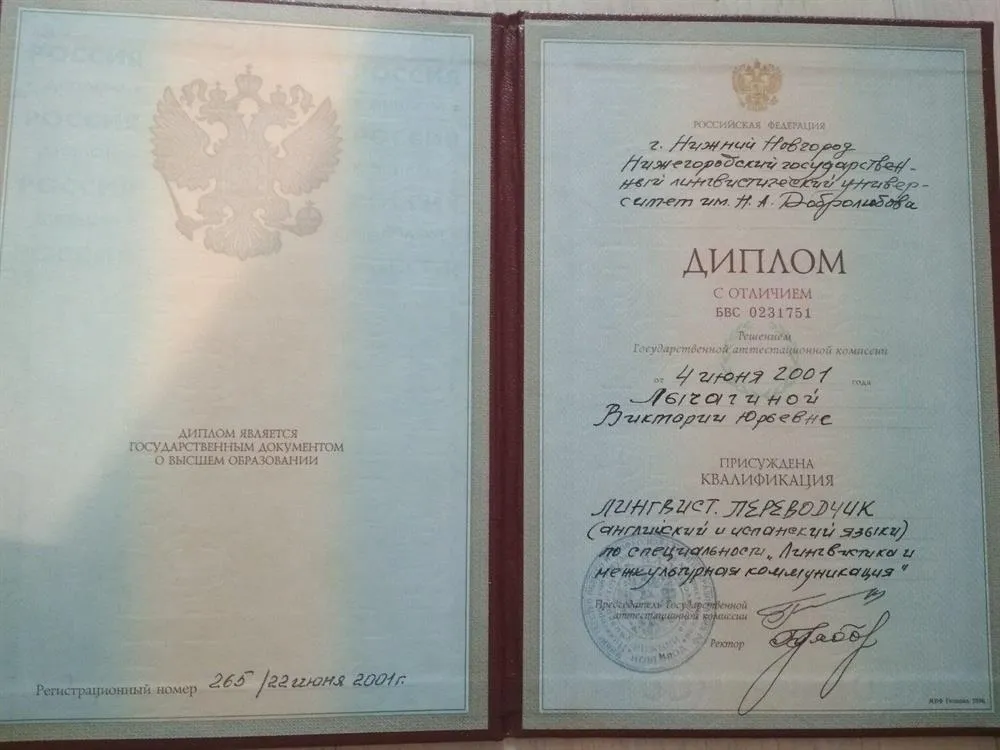 ДИПЛОМ ЯВЛЯЕТСЯ
ГОСУДАРСТВЕННЫМ ДОКУМЕНТОМ
О ВЫСШЕМ ОБРАЗОВАНИИ
Регистрационный номер 265 /22 июня 2001г.
РОССИЙСКАЯ ФЕДЕРАЦИЯ
г. Нижний Новгород
Нижегородский государствен-
ный лингвистический универ-
ситет им. Н. А. Добролюбова
ДИПЛОМ
С ОТЛИЧИЕМ
БВС 0231751
Решением
Государственной аттестационной комиссии
от 4 июня 2001 года
Лычагиной
Виктории Юрьевне
ПРИСУЖДЕНА
КВАЛИФИКАЦИЯ
ЛИНГВИСТ. ПЕРЕВОДЧИК
(английский и испанский языки)
по специальности „Лингвистика и
межкультурная коммуникация"
Председатель Государственной
аттестационной комиссии
Ректор